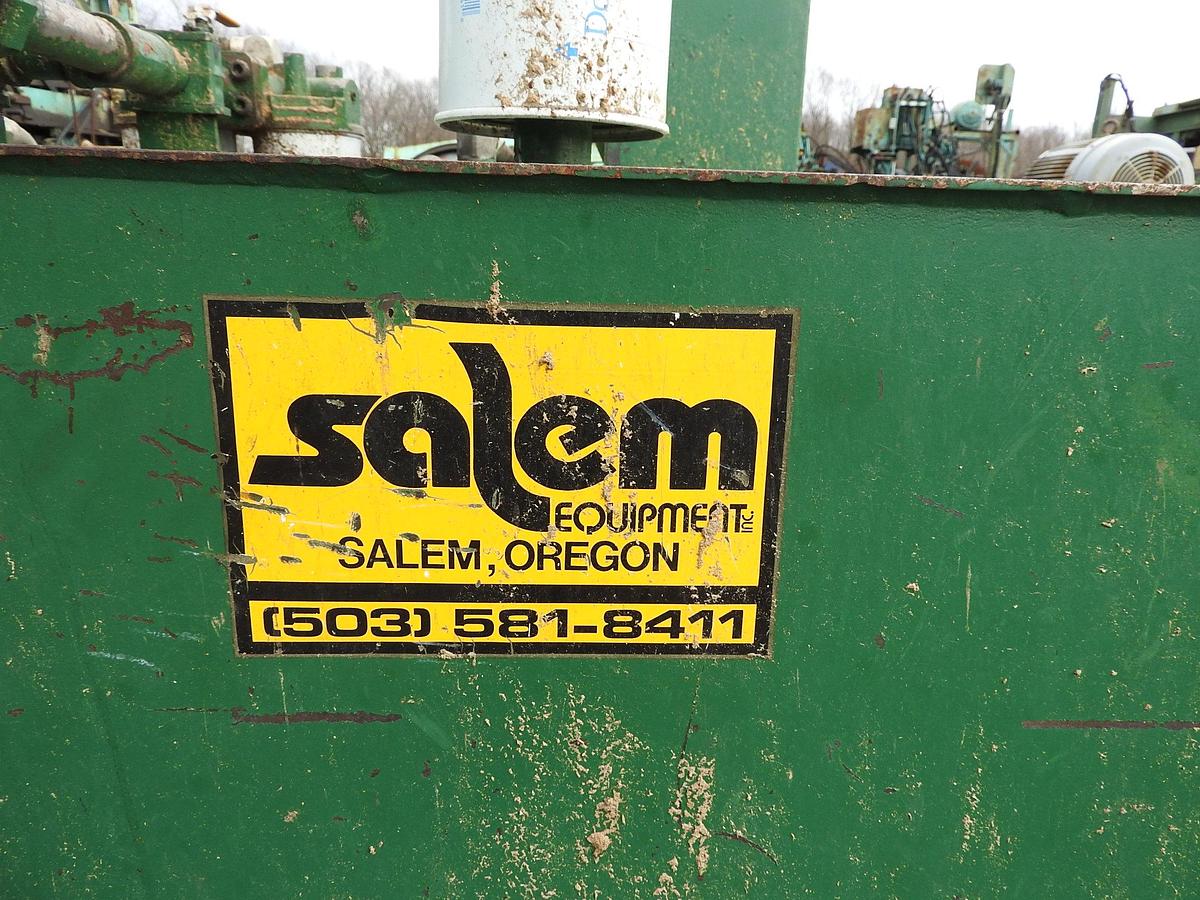 salem
EQUIPMENT INC.
SALEM, OREGON
(503) 581-8411